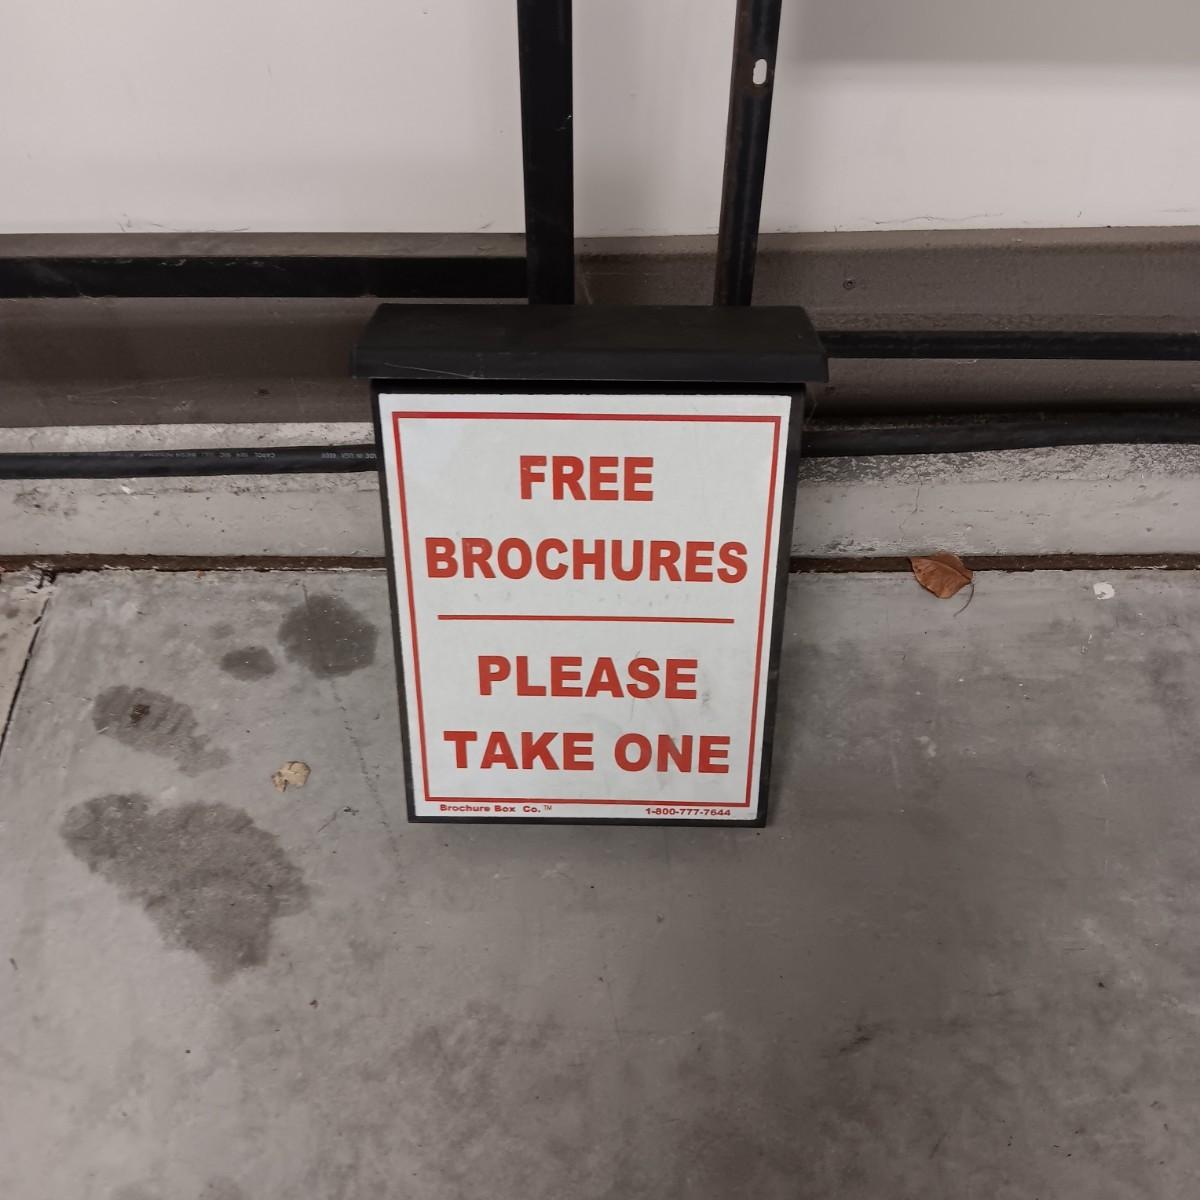 FREE
BROCHURES
PLEASE
TAKE ONE
Brochure Box Co.™ 1-800-777-7644